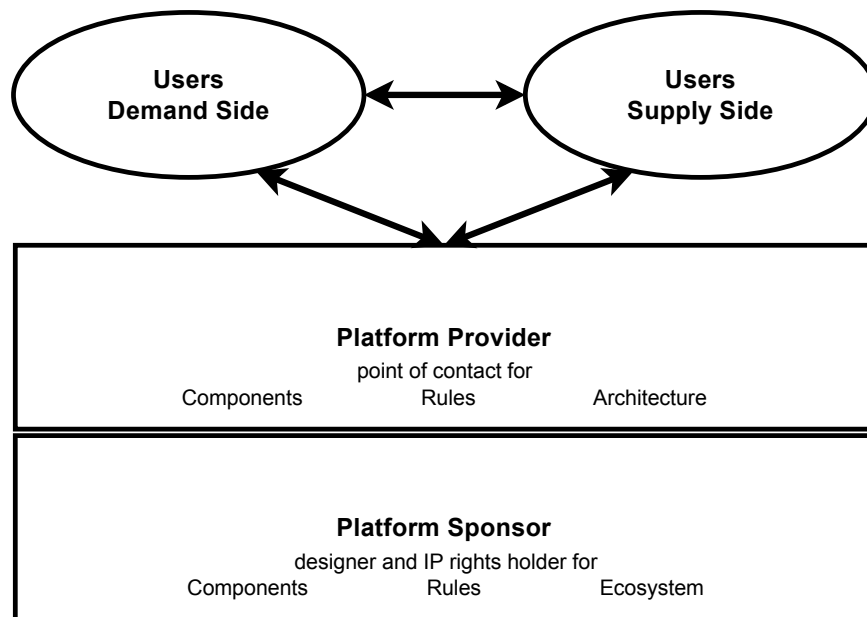 Users
Demand Side
Users
Supply Side
Platform Provider
point of contact for
Components Rules Architecture
Platform Sponsor
designer and IP rights holder for
Components Rules Ecosystem